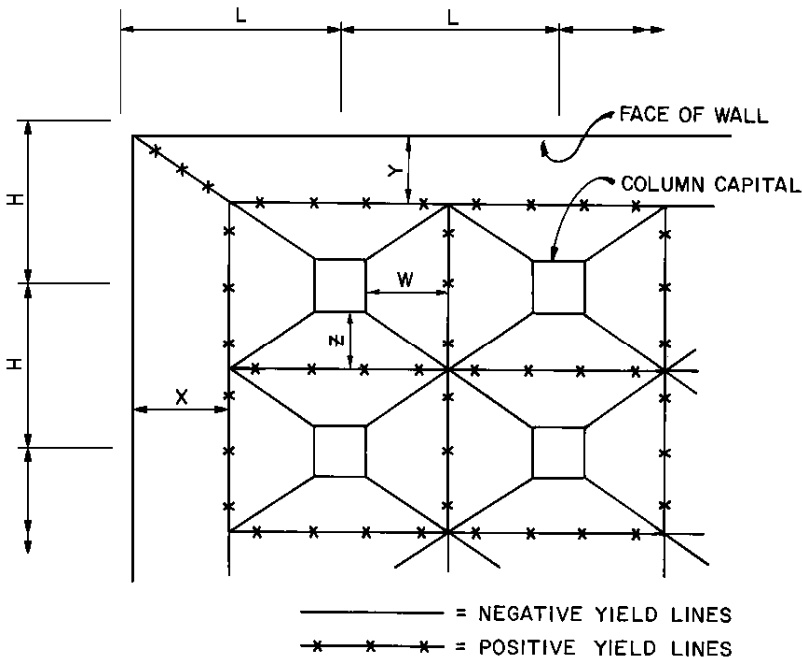 L
L
FACE OF WALL
Y
COLUMN CAPITAL
H
W
Z
H
X
= NEGATIVE YIELD LINES
= POSITIVE YIELD LINES